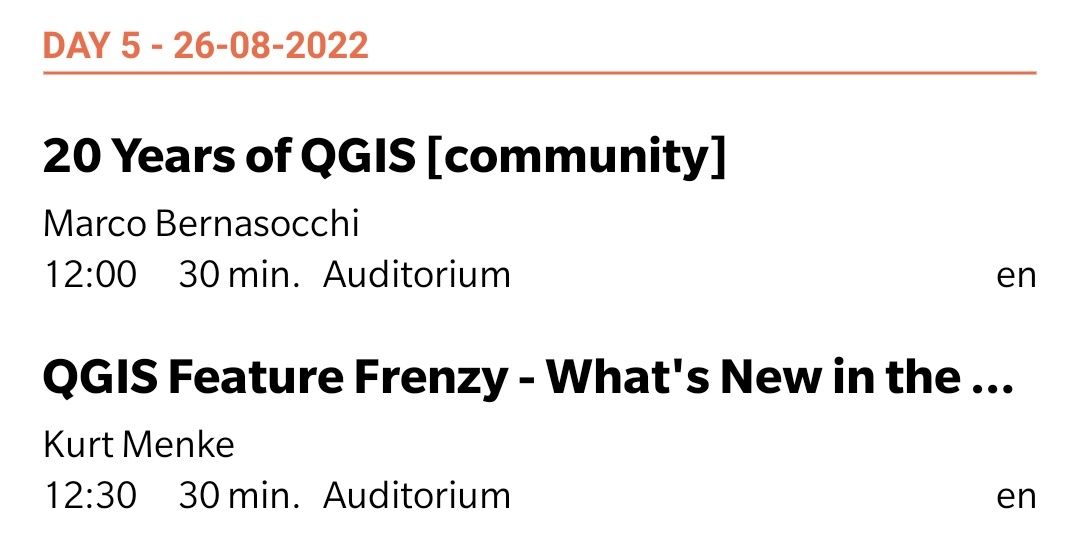 DAY 5 - 26-08-2022
20 Years of QGIS [community]
Marco Bernasocchi
12:00 30 min. Auditorium en
QGIS Feature Frenzy - What's New in the ...
Kurt Menke
12:30 30 min. Auditorium en